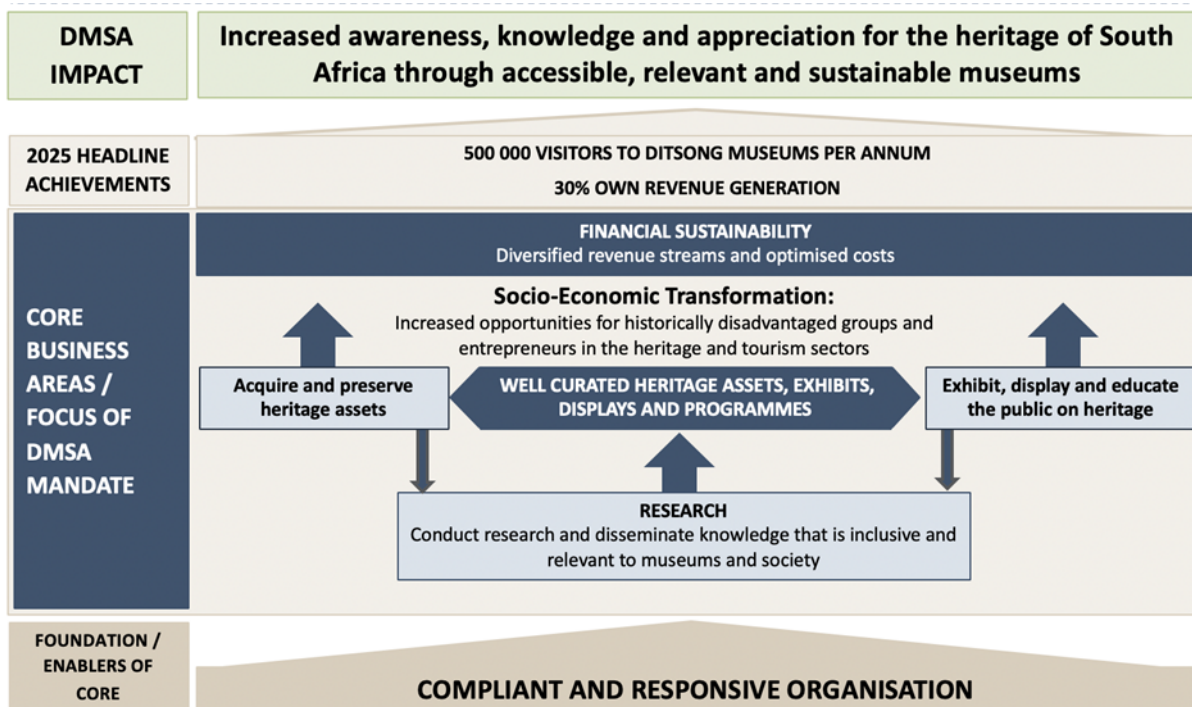 DMSA
IMPACT
Increased awareness, knowledge and appreciation for the heritage of South
Africa through accessible, relevant and sustainable museums
2025 HEADLINE
ACHIEVEMENTS
500 000 VISITORS TO DITSONG MUSEUMS PER ANNUM
30% OWN REVENUE GENERATION
CORE
BUSINESS
AREAS /
FOCUS OF
DMSA
MANDATE
FINANCIAL SUSTAINABILITY
Diversified revenue streams and optimised costs
Socio-Economic Transformation:
Increased opportunities for historically disadvantaged groups and
entrepreneurs in the heritage and tourism sectors
Acquire and preserve
heritage assets
WELL CURATED HERITAGE ASSETS, EXHIBITS,
DISPLAYS AND PROGRAMMES
Exhibit, display and educate
the public on heritage
RESEARCH
Conduct research and disseminate knowledge that is inclusive and
relevant to museums and society
FOUNDATION /
ENABLERS OF
CORE
COMPLIANT AND RESPONSIVE ORGANISATION